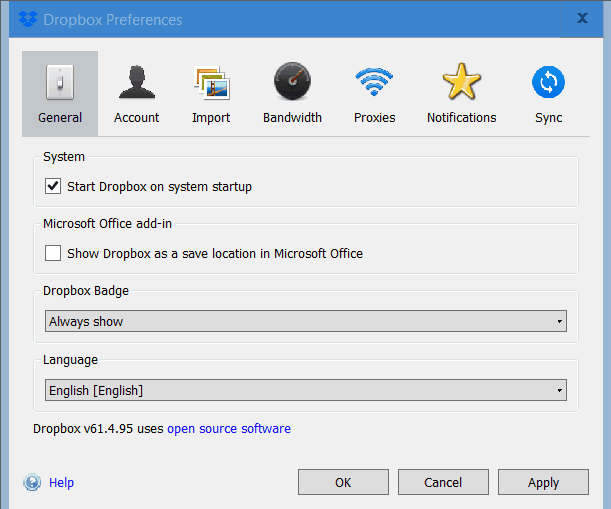 Dropbox Preferences
General Account Import Bandwidth Proxies Notifications Sync
System
Start Dropbox on system startup
Microsoft Office add-in
Show Dropbox as a save location in Microsoft Office
Dropbox Badge
Always show
Language
English [English]
Dropbox v61.4.95 uses open source software
Help OK Cancel Apply